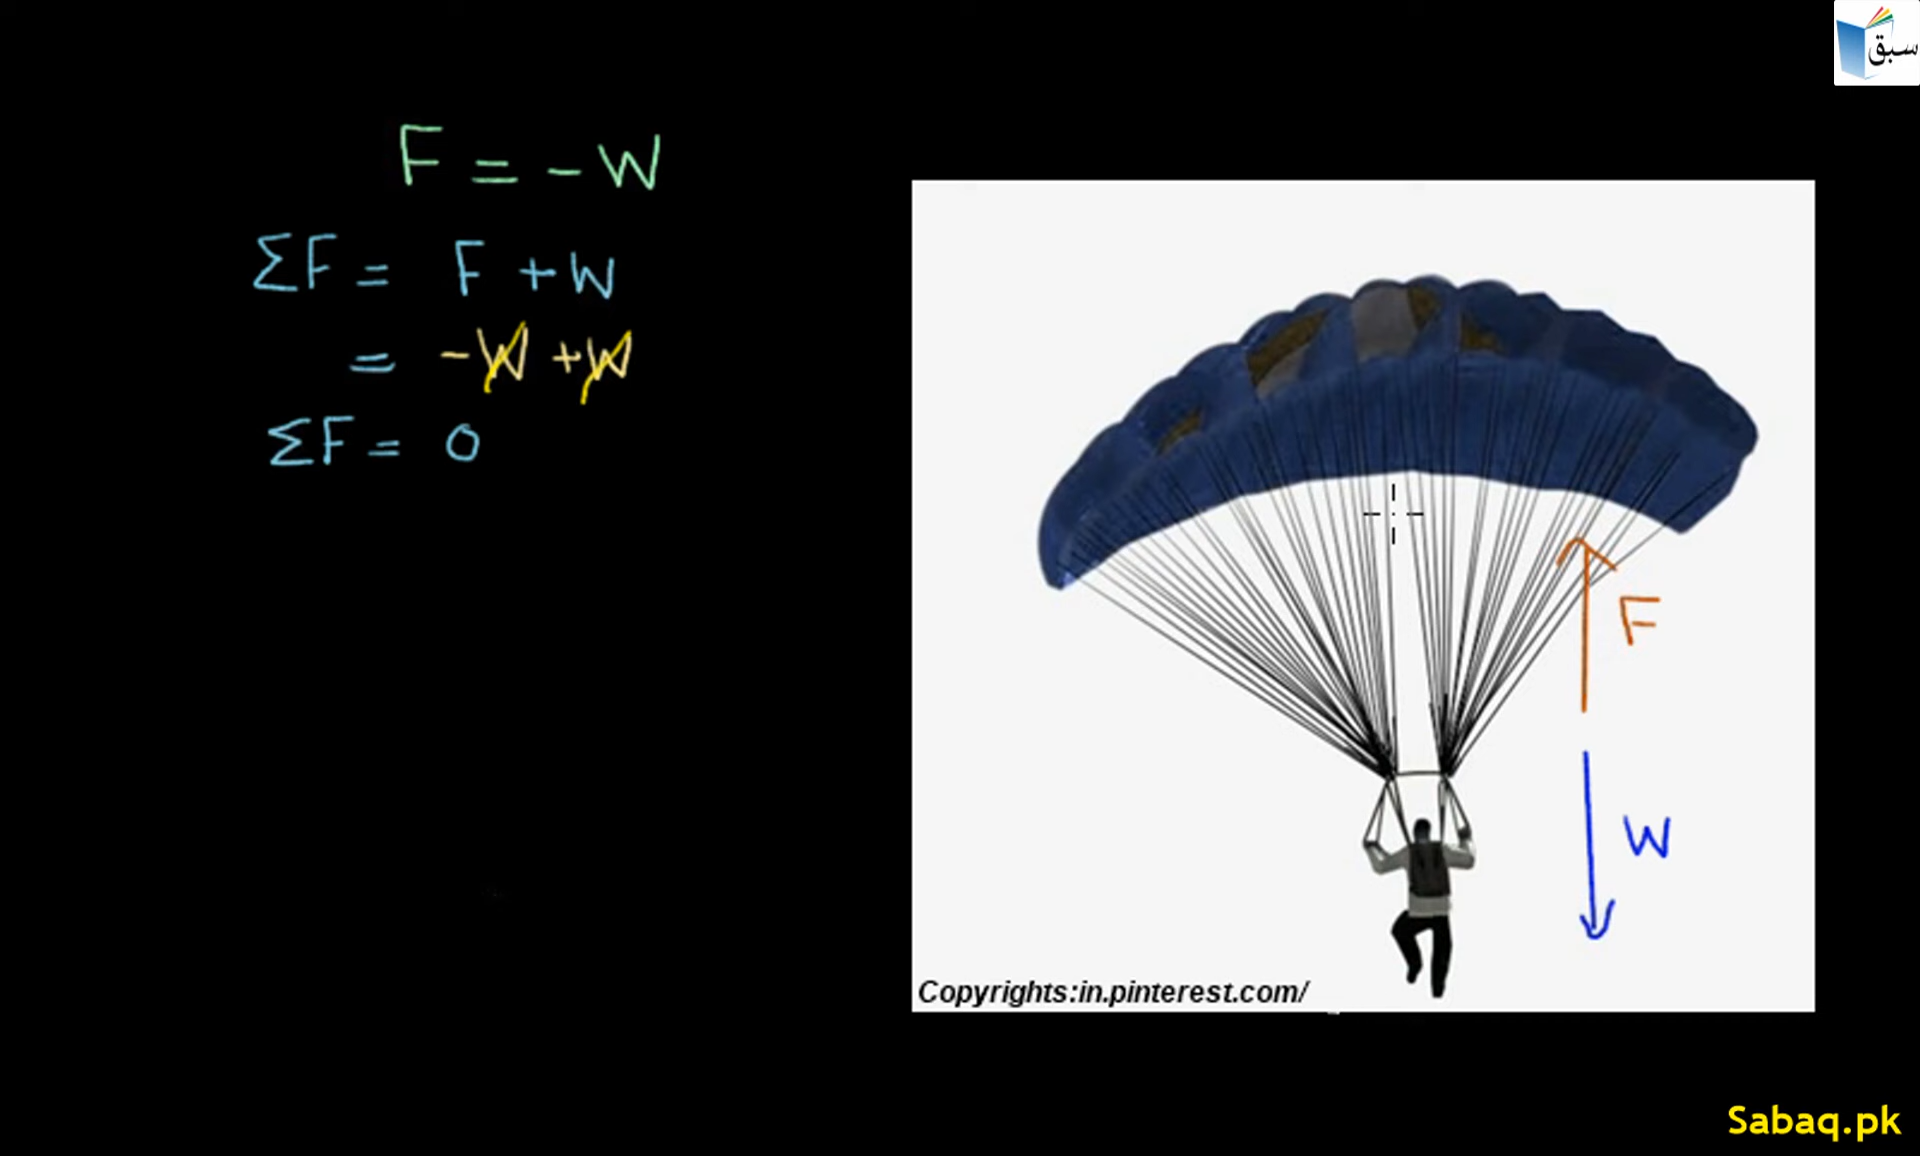 سبق
F = - W
ΣF = F + W
= - W + W
ΣF = 0
F
W
Copyrights:in.pinterest.com/
Sabaq.pk